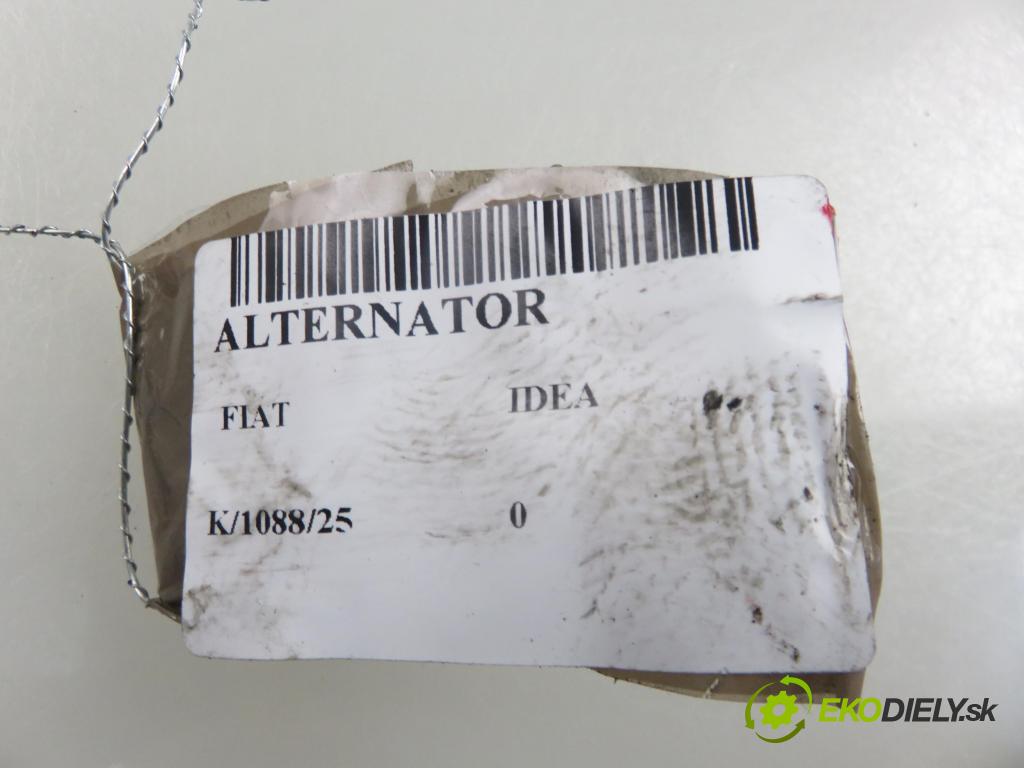 ALTERNATOR
FIAT IDEA
K/1088/25 0
EKODIELY.sk